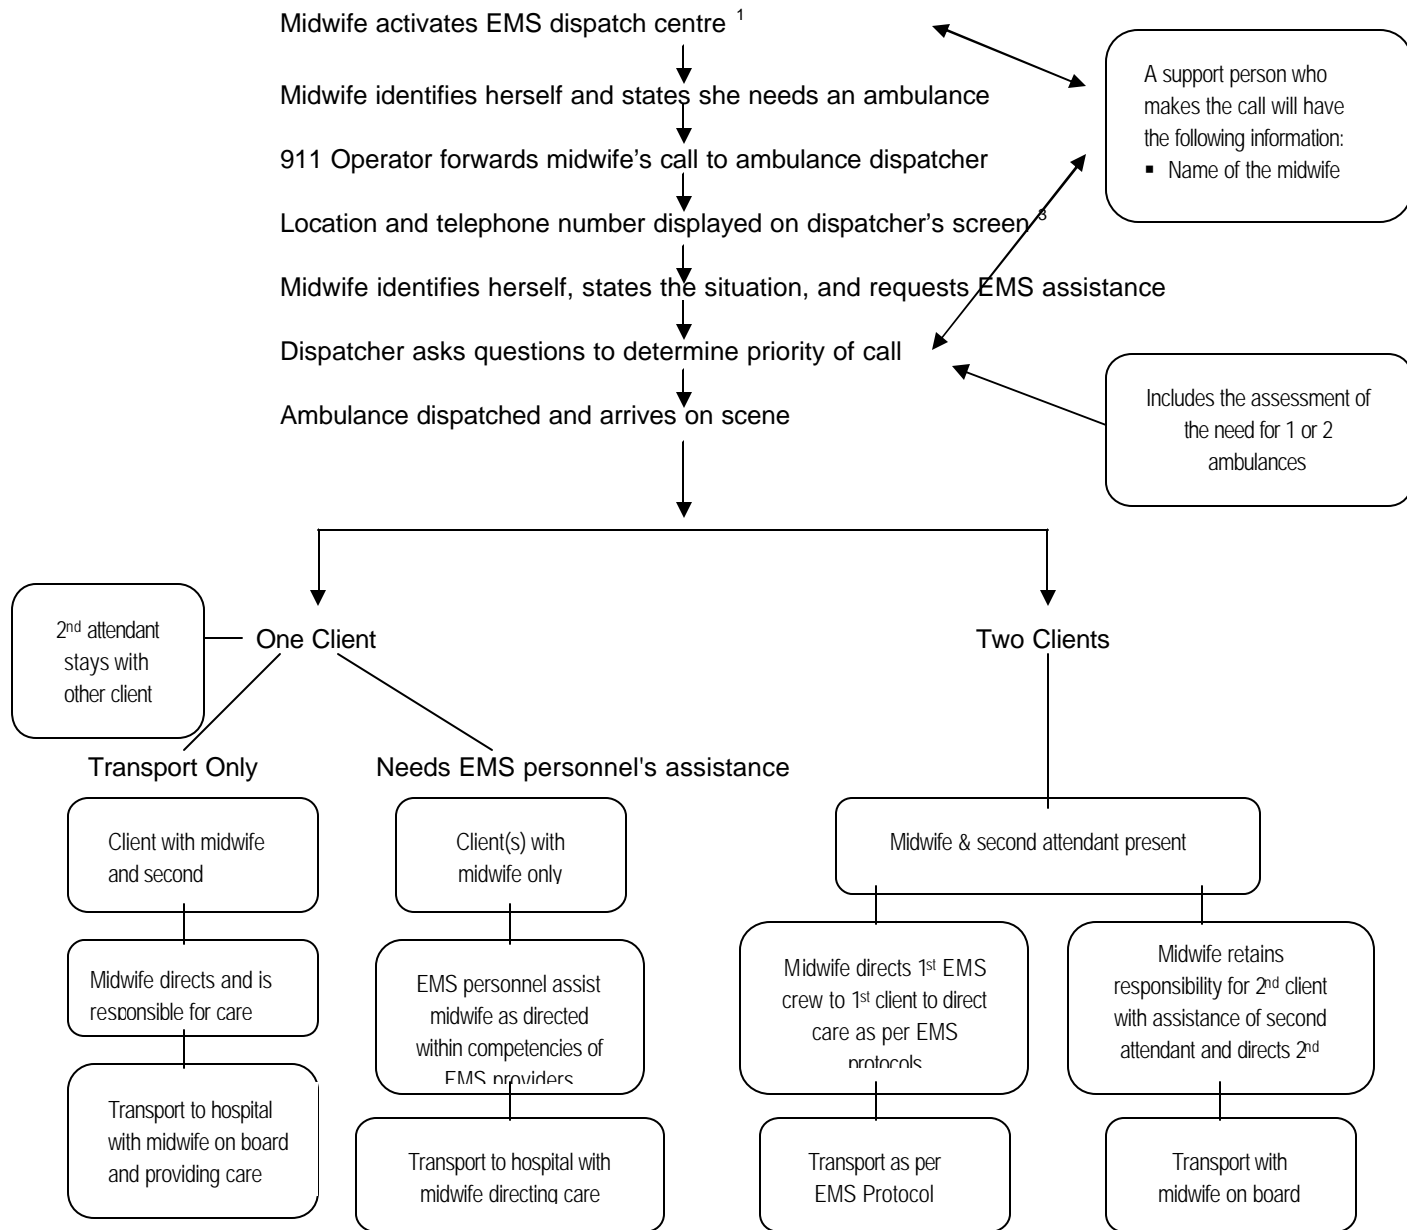 Midwife activates EMS dispatch centre 1
Midwife identifies herself and states she needs an ambulance
911 Operator forwards midwife's call to ambulance dispatcher
Location and telephone number displayed on dispatcher's screen 3
Midwife identifies herself, states the situation, and requests EMS assistance
Dispatcher asks questions to determine priority of call
Ambulance dispatched and arrives on scene
A support person who
makes the call will have
the following information:
▪ Name of the midwife
Includes the assessment of
the need for 1 or 2
ambulances
2nd attendant
stays with
other client
One Client
Two Clients
Transport Only
Needs EMS personnel's assistance
Client with midwife
and second
Midwife directs and is
responsible for care
Transport to hospital
with midwife on board
and providing care
Client(s) with
midwife only
EMS personnel assist
midwife as directed
within competencies of
EMS providers
Transport to hospital with
midwife directing care
Midwife & second attendant present
Midwife directs 1st EMS
crew to 1st client to direct
care as per EMS
protocols
Transport as per
EMS Protocol
Midwife retains
responsibility for 2nd client
with assistance of second
attendant and directs 2nd
Transport with
midwife on board